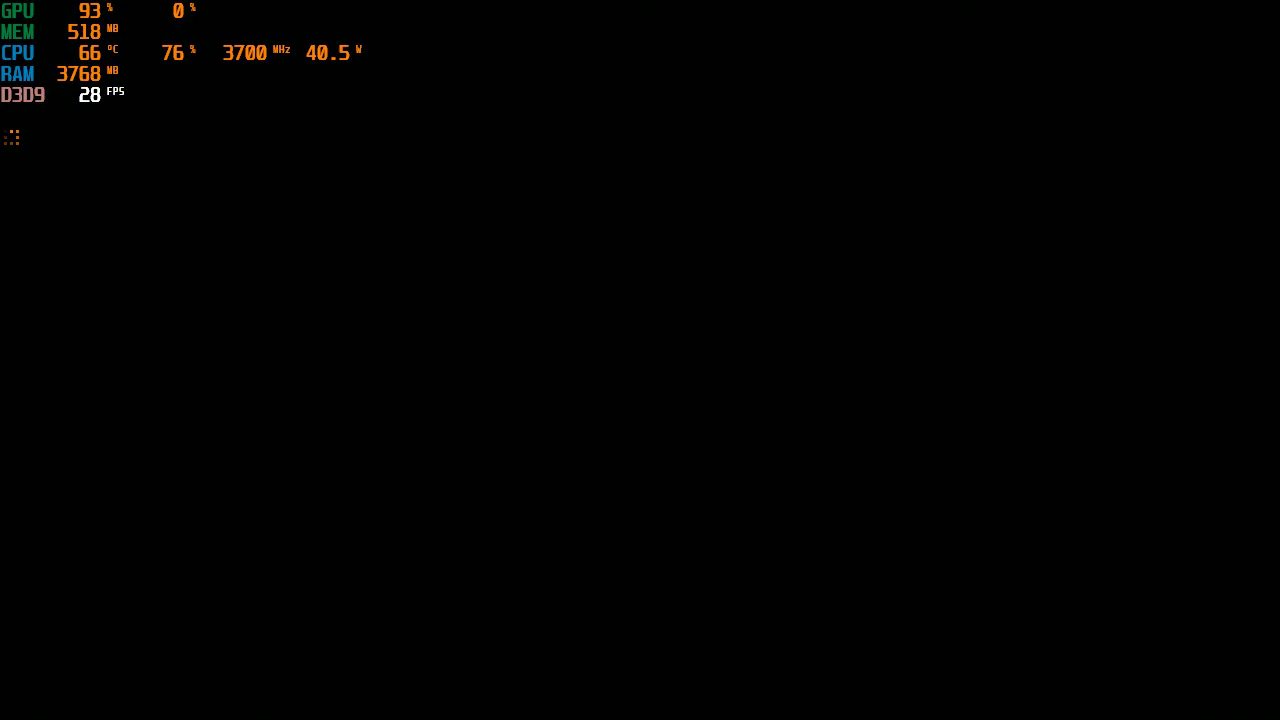 GPU 93 % 0 %
MEM 518 MB
CPU 66 °C 76 % 3700 MHz 40.5 W
RAM 3768 MB
D3D9 28 FPS